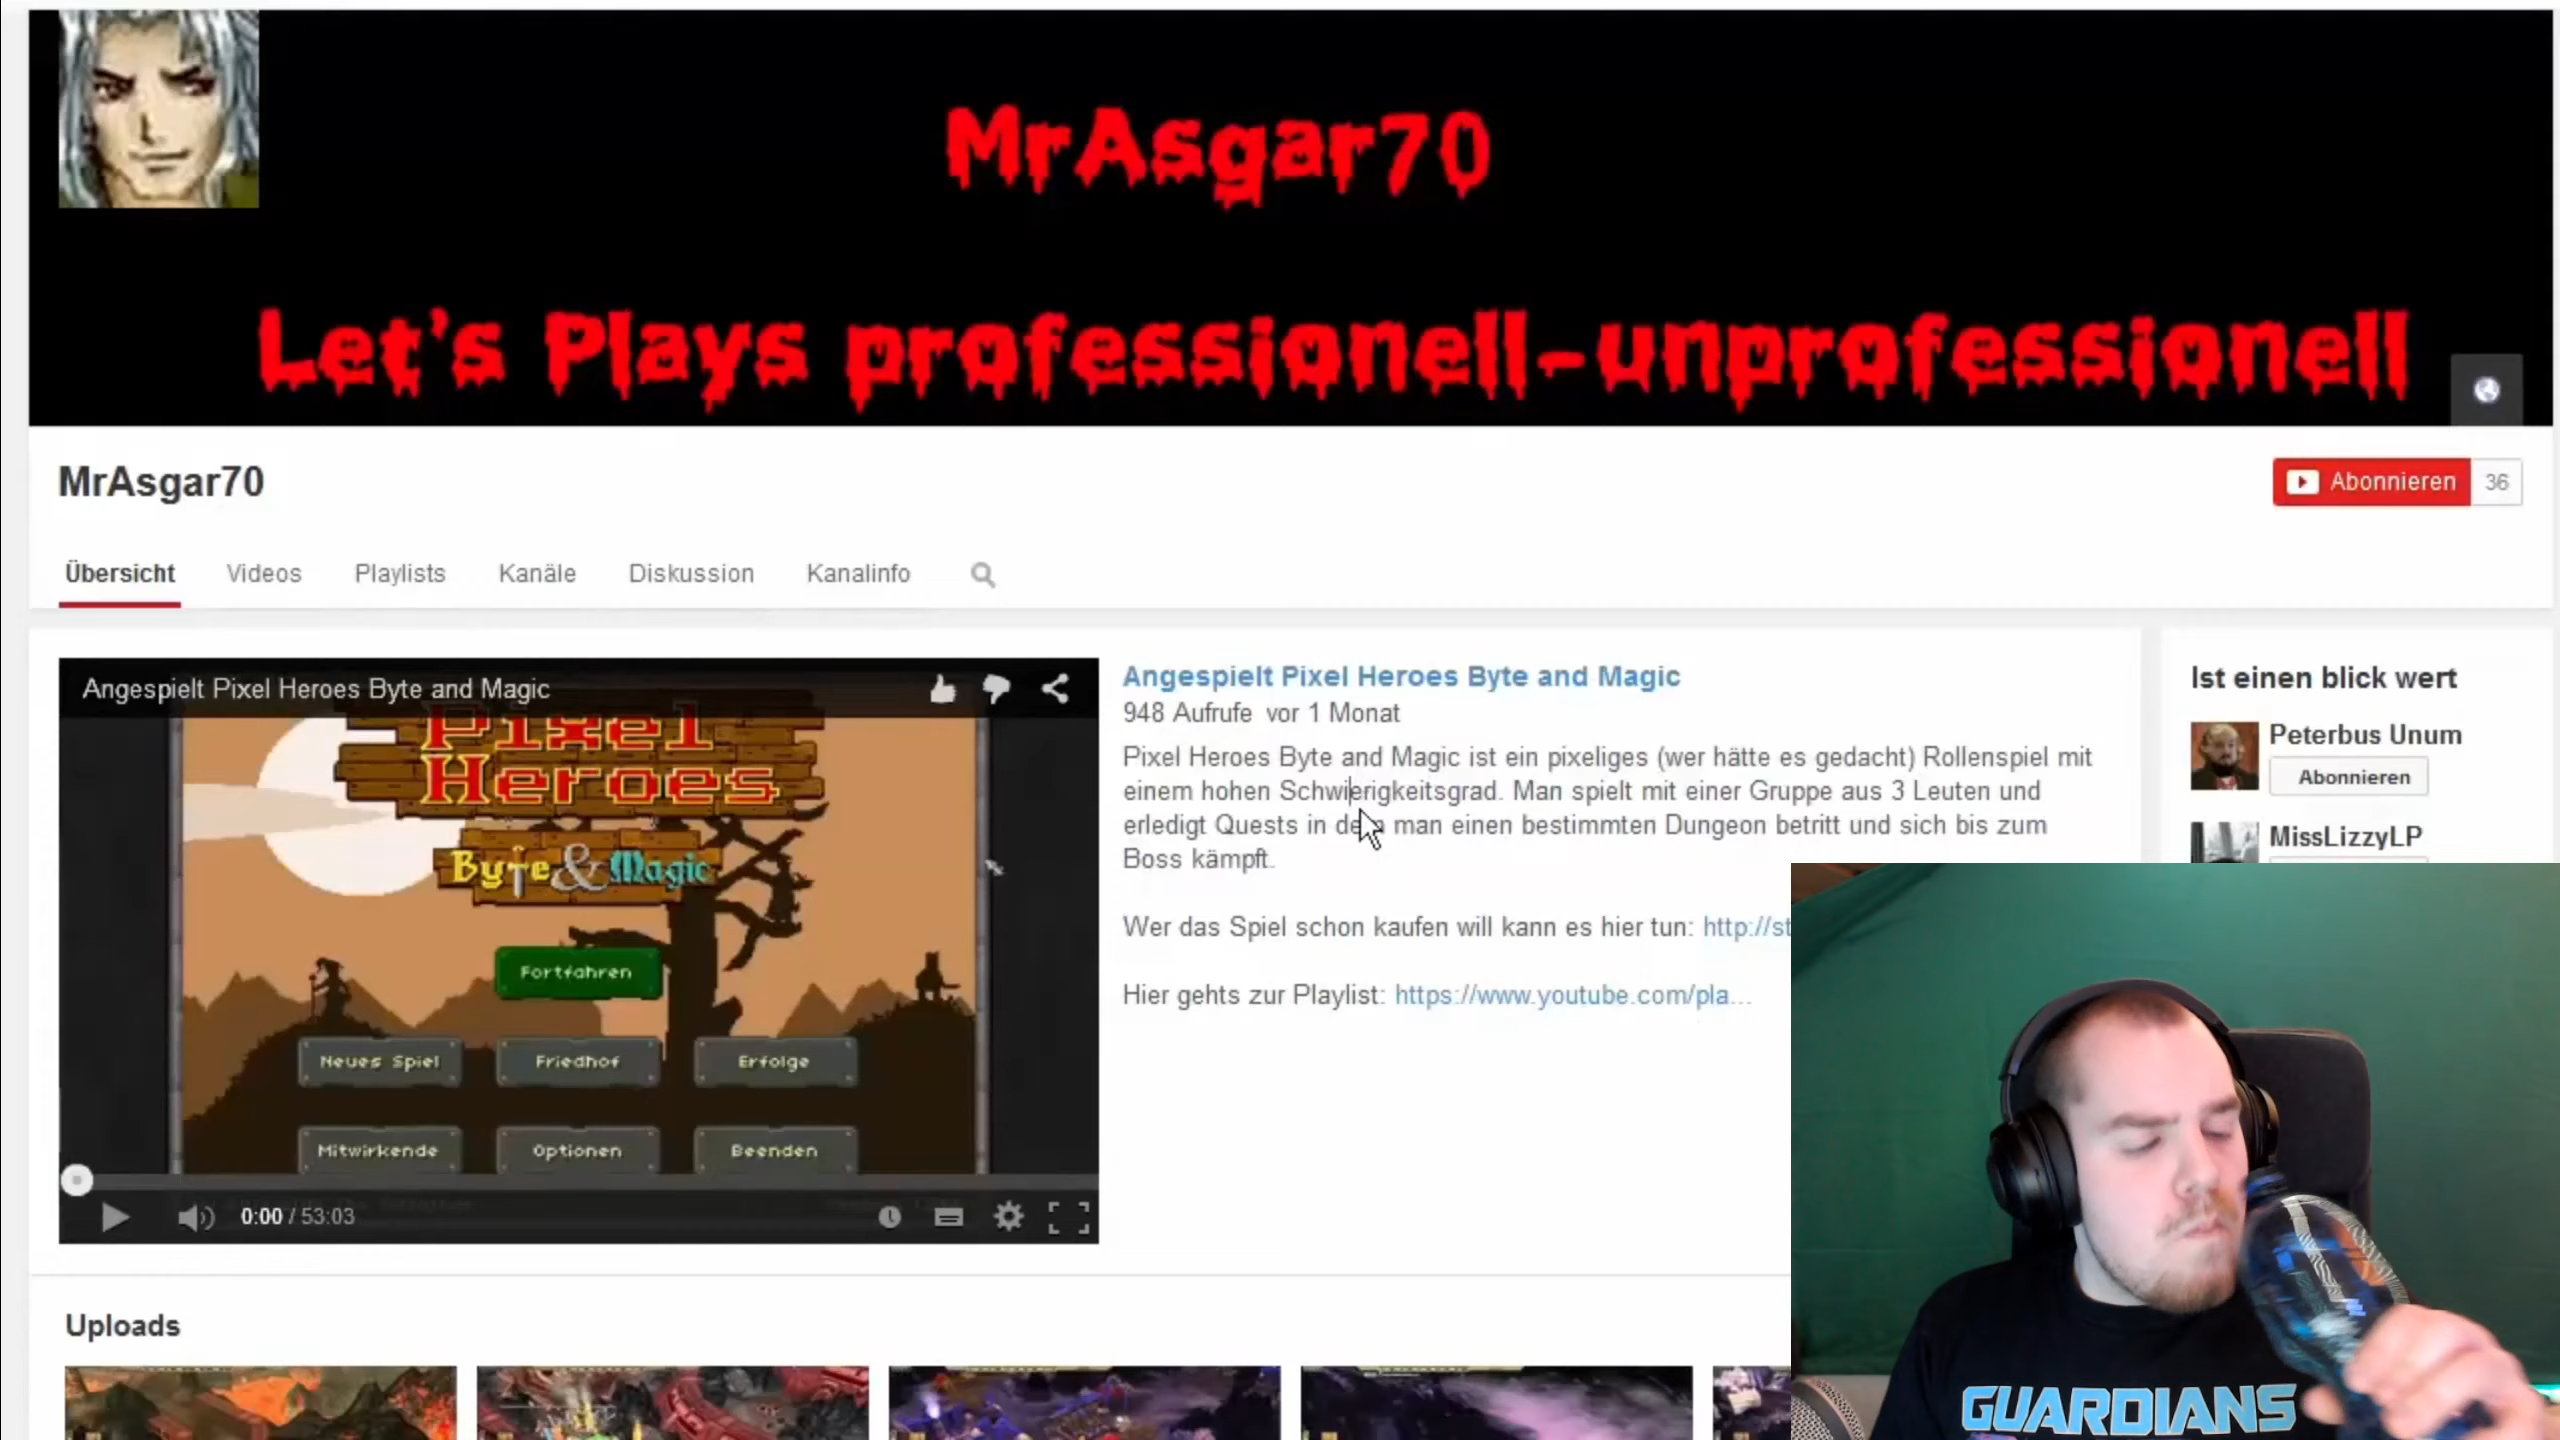 MrAsgar70
Let's Plays professionell-unprofessionell
MrAsgar70
Abonnieren 36
Übersicht Videos Playlists Kanäle Diskussion Kanalinfo
Angespielt Pixel Heroes Byte and Magic
Pixel
Heroes
Byte & Magic
Fortfahren
Neues Spiel Friedhof Erfolge
Mitwirkende Optionen Beenden
0:00 / 53:03
Angespielt Pixel Heroes Byte and Magic
948 Aufrufe vor 1 Monat
Pixel Heroes Byte and Magic ist ein pixeliges (wer hätte es gedacht) Rollenspiel mit
einem hohen Schwierigkeitsgrad. Man spielt mit einer Gruppe aus 3 Leuten und
erledigt Quests in man einen bestimmten Dungeon betritt und sich bis zum
Boss kämpft.
Wer das Spiel schon kaufen will kann es hier tun: http://st
Hier gehts zur Playlist: https://www.youtube.com/pla...
Ist einen blick wert
Peterbus Unum
Abonnieren
MissLizzyLP
Uploads
GUARDIANS